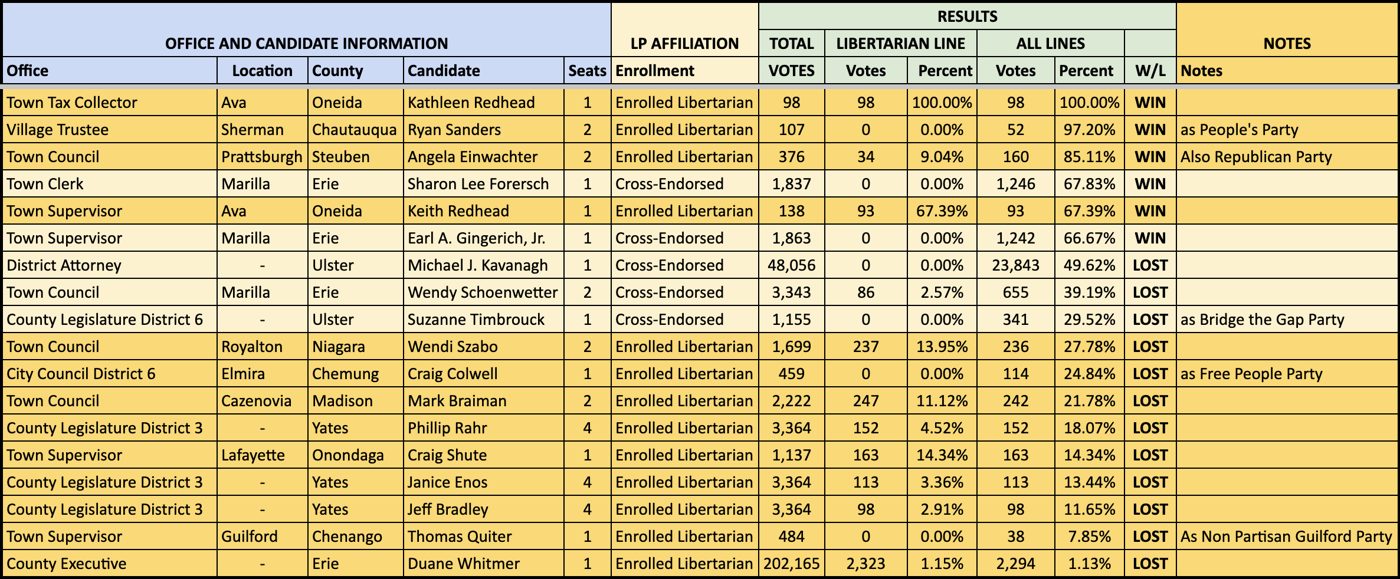 RESULTS
OFFICE AND CANDIDATE INFORMATION LP AFFILIATION TOTAL LIBERTARIAN LINE ALL LINES NOTES
Office Location County Candidate Seats Enrollment VOTES Votes Percent Votes Percent W/L Notes
Town Tax Collector Ava Oneida Kathleen Redhead 1 Enrolled Libertarian 98 98 100.00% 98 100.00% WIN
Village Trustee Sherman Chautauqua Ryan Sanders 2 Enrolled Libertarian 107 0 0.00% 52 97.20% WIN as People's Party
Town Council Prattsburgh Steuben Angela Einwachter 2 Enrolled Libertarian 376 34 9.04% 160 85.11% WIN Also Republican Party
Town Clerk Marilla Erie Sharon Lee Forersch 1 Cross-Endorsed 1,837 0 0.00% 1,246 67.83% WIN
Town Supervisor Ava Oneida Keith Redhead 1 Enrolled Libertarian 138 93 67.39% 93 67.39% WIN
Town Supervisor Marilla Erie Earl A. Gingerich, Jr. 1 Cross-Endorsed 1,863 0 0.00% 1,242 66.67% WIN
District Attorney - Ulster Michael J. Kavanagh 1 Cross-Endorsed 48,056 0 0.00% 23,843 49.62% LOST
Town Council Marilla Erie Wendy Schoenwetter 2 Cross-Endorsed 3,343 86 2.57% 655 39.19% LOST
County Legislature District 6 - Ulster Suzanne Timbrouck 1 Cross-Endorsed 1,155 0 0.00% 341 29.52% LOST as Bridge the Gap Party
Town Council Royalton Niagara Wendi Szabo 2 Enrolled Libertarian 1,699 237 13.95% 236 27.78% LOST
City Council District 6 Elmira Chemung Craig Colwell 1 Enrolled Libertarian 459 0 0.00% 114 24.84% LOST as Free People Party
Town Council Cazenovia Madison Mark Braiman 2 Enrolled Libertarian 2,222 247 11.12% 242 21.78% LOST
County Legislature District 3 - Yates Phillip Rahr 4 Enrolled Libertarian 3,364 152 4.52% 152 18.07% LOST
Town Supervisor Lafayette Onondaga Craig Shute 1 Enrolled Libertarian 1,137 163 14.34% 163 14.34% LOST
County Legislature District 3 - Yates Janice Enos 4 Enrolled Libertarian 3,364 113 3.36% 113 13.44% LOST
County Legislature District 3 - Yates Jeff Bradley 4 Enrolled Libertarian 3,364 98 2.91% 98 11.65% LOST
Town Supervisor Guilford Chenango Thomas Quiter 1 Enrolled Libertarian 484 0 0.00% 38 7.85% LOST As Non Partisan Guilford Party
County Executive - Erie Duane Whitmer 1 Enrolled Libertarian 202,165 2,323 1.15% 2,294 1.13% LOST